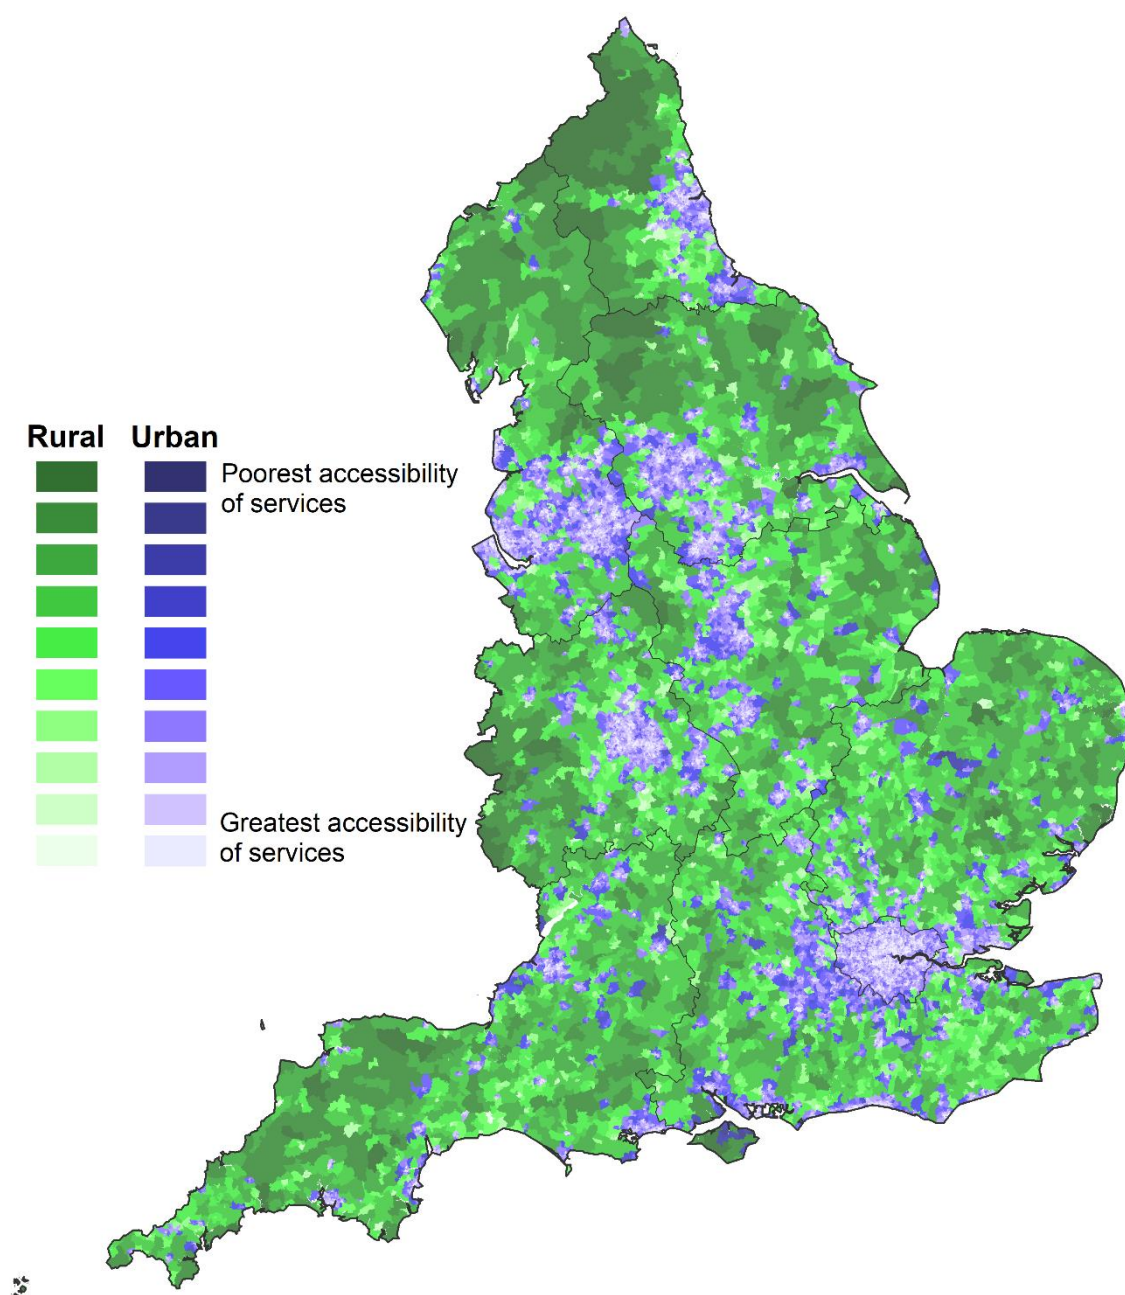 Rural Urban
Poorest accessibility
of services
Greatest accessibility
of services